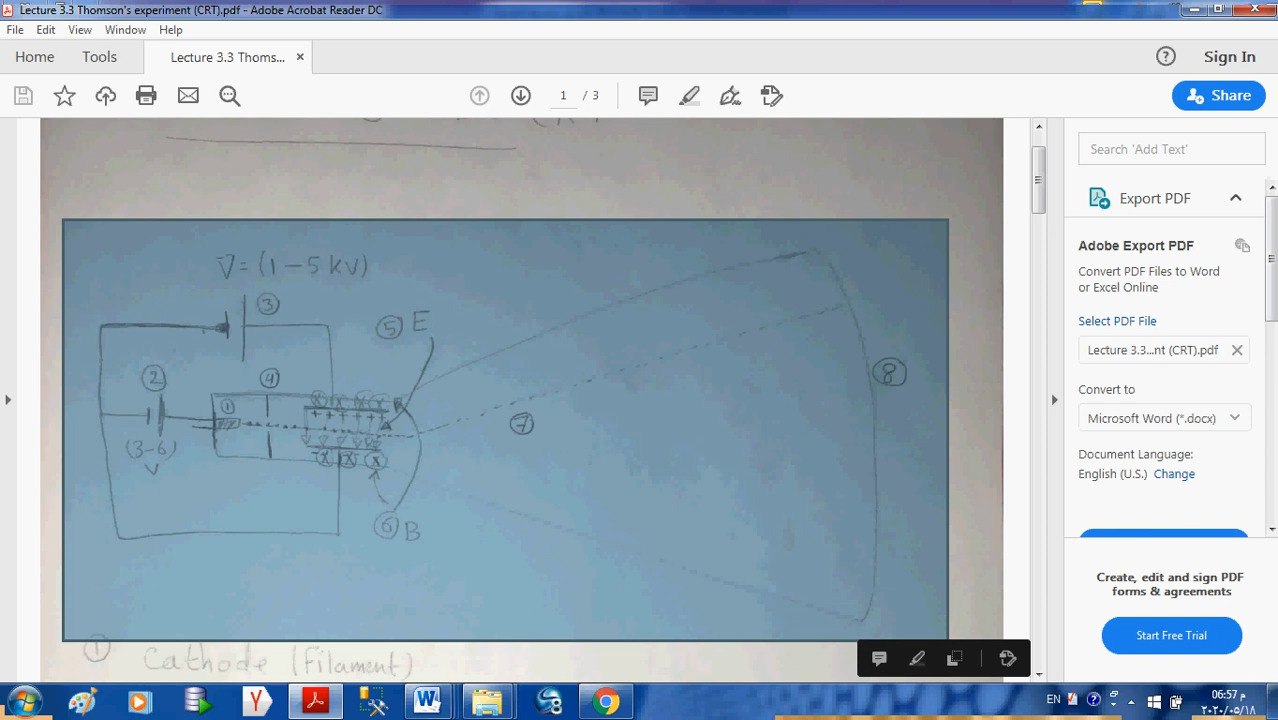 Lecture 3.3 Thomson's experiment (CRT).pdf - Adobe Acrobat Reader DC
File Edit View Window Help
Home Tools Lecture 3.3 Thoms... × ? Sign In
1 / 3 Share
Search 'Add Text'
Export PDF
Adobe Export PDF
Convert PDF Files to Word
or Excel Online
Select PDF File
Lecture 3.3...nt (CRT).pdf
Convert to
Microsoft Word (*.docx)
Document Language:
English (U.S.) Change
Create, edit and sign PDF
forms & agreements
Start Free Trial
V = (1 – 5 kV)
3
5 E
2 4
1
8
7
(3-6)
V
6 B
1 Cathode (Filament)
EN 06:57 م
٢٠٢٠/٠٥/١٨